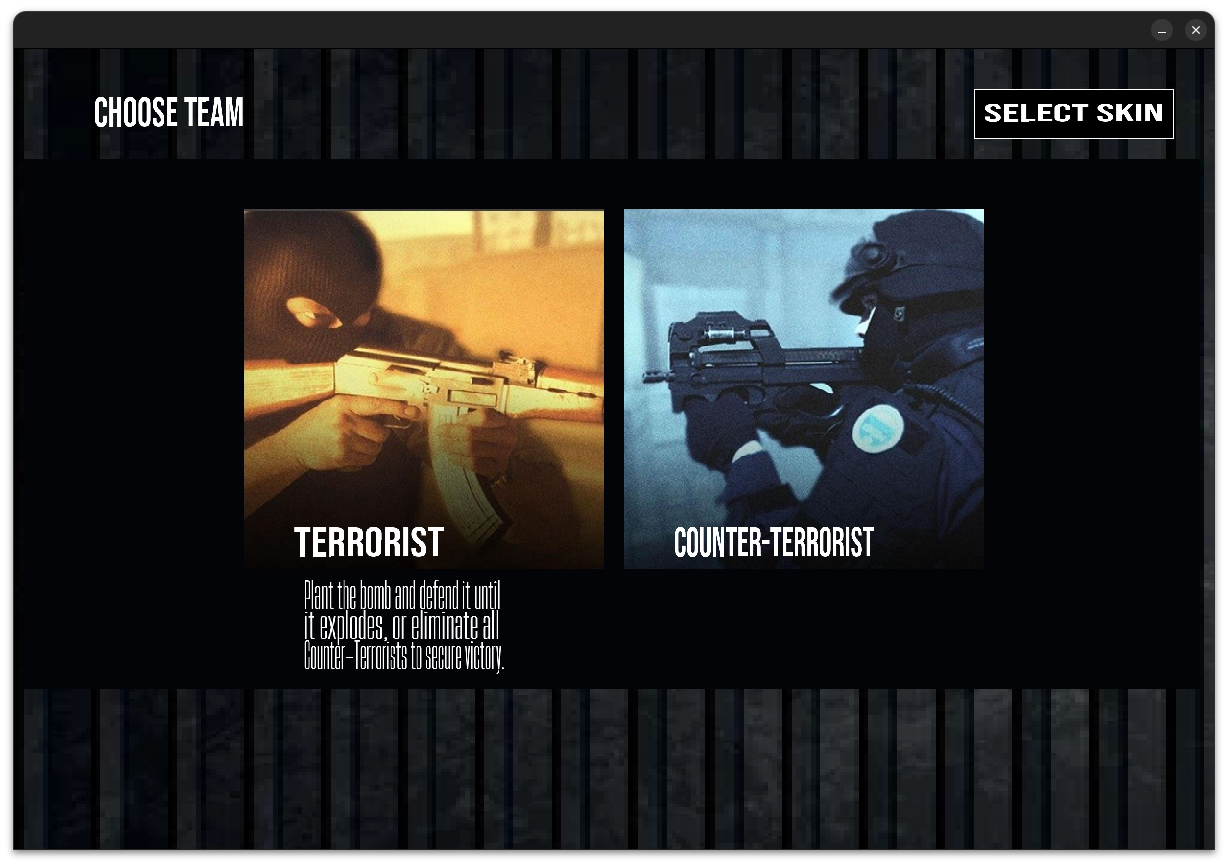 CHOOSE TEAM
SELECT SKIN
TERRORIST
COUNTER-TERRORIST
Plant the bomb and defend it until
it explodes, or eliminate all
Counter-Terrorists to secure victory.